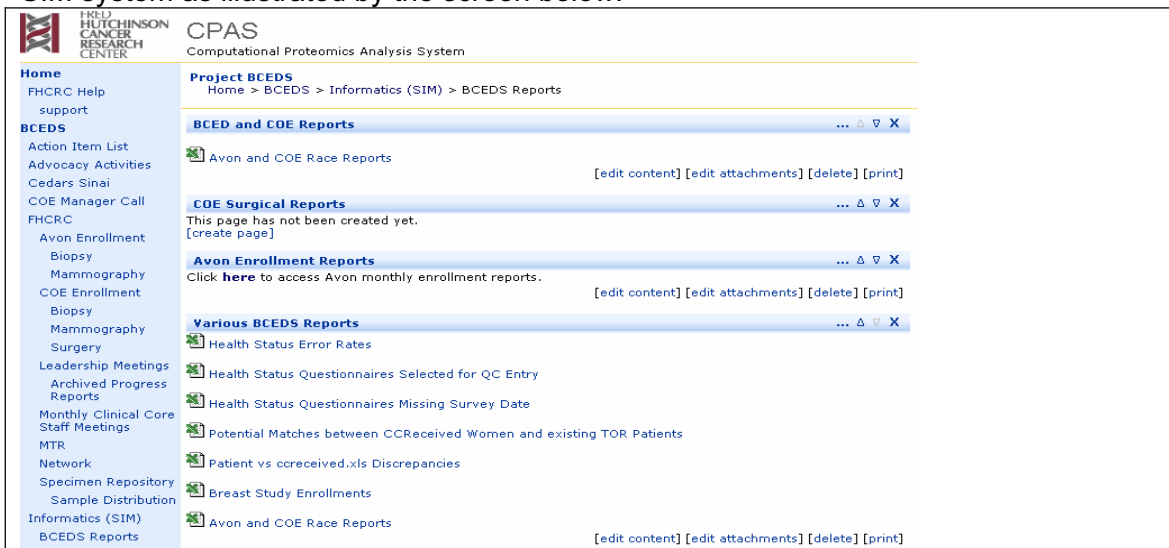 SIM system as illustrated by the screen below.
FRED
HUTCHINSON
CANCER
RESEARCH
CENTER
CPAS
Computational Proteomics Analysis System
Home
FHCRC Help
support
BCEDS
Action Item List
Advocacy Activities
Cedars Sinai
COE Manager Call
FHCRC
Avon Enrollment
Biopsy
Mammography
COE Enrollment
Biopsy
Mammography
Surgery
Leadership Meetings
Archived Progress
Reports
Monthly Clinical Core
Staff Meetings
MTR
Network
Specimen Repository
Sample Distribution
Informatics (SIM)
BCEDS Reports
Project BCEDS
Home > BCEDS > Informatics (SIM) > BCEDS Reports
BCED and COE Reports ... X
Avon and COE Race Reports
[edit content] [edit attachments] [delete] [print]
COE Surgical Reports ... X
This page has not been created yet.
[create page]
Avon Enrollment Reports ... X
Click here to access Avon monthly enrollment reports.
[edit content] [edit attachments] [delete] [print]
Various BCEDS Reports ... X
Health Status Error Rates
Health Status Questionnaires Selected for QC Entry
Health Status Questionnaires Missing Survey Date
Potential Matches between CCReceived Women and existing TOR Patients
Patient vs ccreceived.xls Discrepancies
Breast Study Enrollments
Avon and COE Race Reports
[edit content] [edit attachments] [delete] [print]